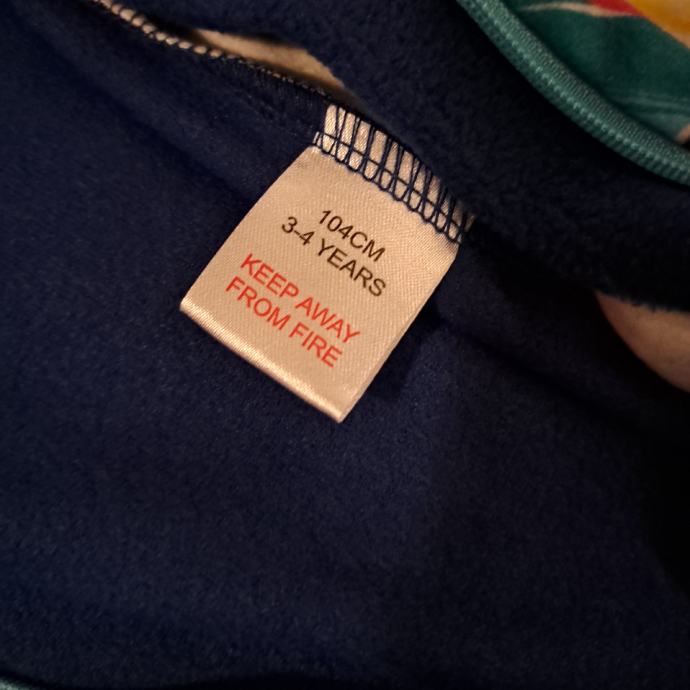 104CM
3-4 YEARS
KEEP AWAY
FROM FIRE